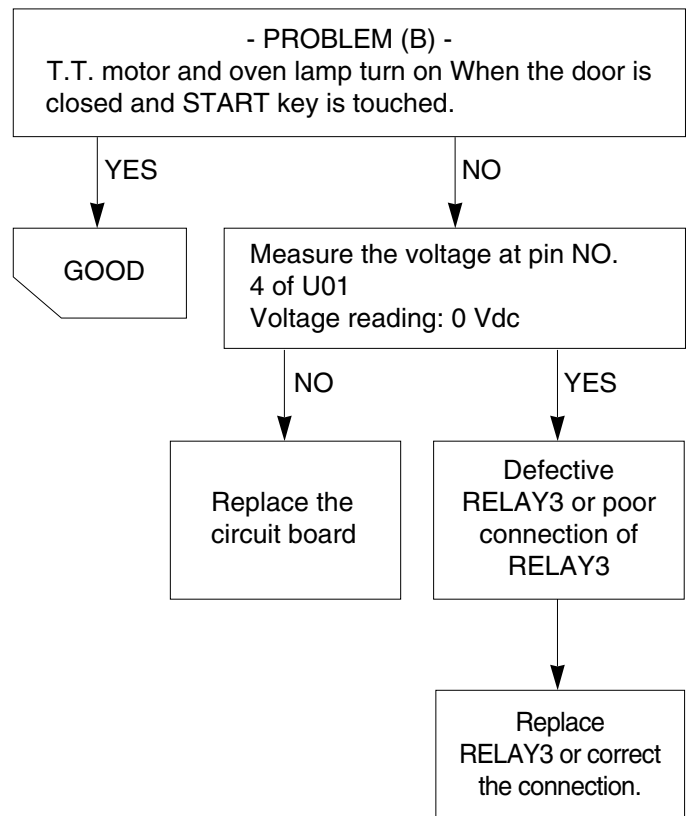 - PROBLEM (B) -
T.T. motor and oven lamp turn on When the door is
closed and START key is touched.
YES
NO
GOOD
Measure the voltage at pin NO.
4 of U01
Voltage reading: 0 Vdc
NO
YES
Replace the
circuit board
Defective
RELAY3 or poor
connection of
RELAY3
Replace
RELAY3 or correct
the connection.